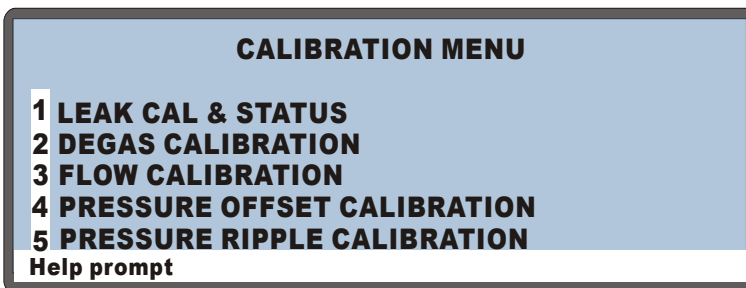 CALIBRATION MENU
1 LEAK CAL & STATUS
2 DEGAS CALIBRATION
3 FLOW CALIBRATION
4 PRESSURE OFFSET CALIBRATION
5 PRESSURE RIPPLE CALIBRATION
Help prompt